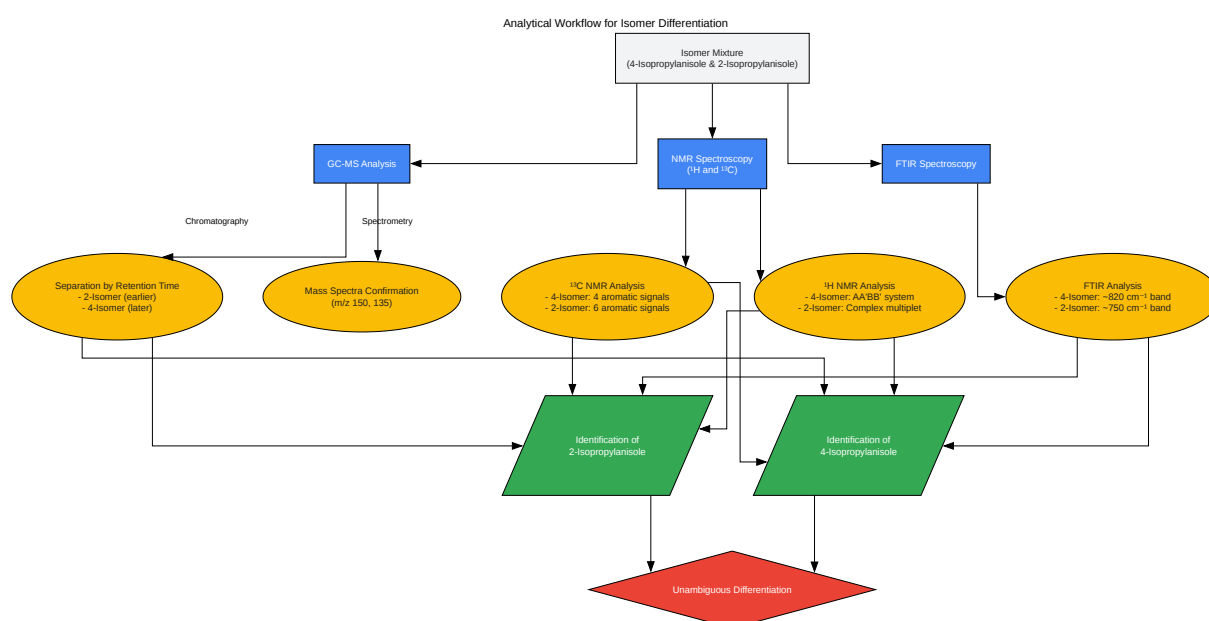 Analytical Workflow for Isomer Differentiation
Isomer Mixture
(4-Isopropylanisole & 2-Isopropylanisole)
GC-MS Analysis
NMR Spectroscopy
(¹H and ¹³C)
FTIR Spectroscopy
Chromatography
Spectrometry
Separation by Retention Time
- 2-Isomer (earlier)
- 4-Isomer (later)
Mass Spectra Confirmation
(m/z 150, 135)
¹³C NMR Analysis
- 4-Isomer: 4 aromatic signals
- 2-Isomer: 6 aromatic signals
¹H NMR Analysis
- 4-Isomer: AA'BB' system
- 2-Isomer: Complex multiplet
FTIR Analysis
- 4-Isomer: ~820 cm⁻¹ band
- 2-Isomer: ~750 cm⁻¹ band
Identification of
2-Isopropylanisole
Identification of
4-Isopropylanisole
Unambiguous Differentiation